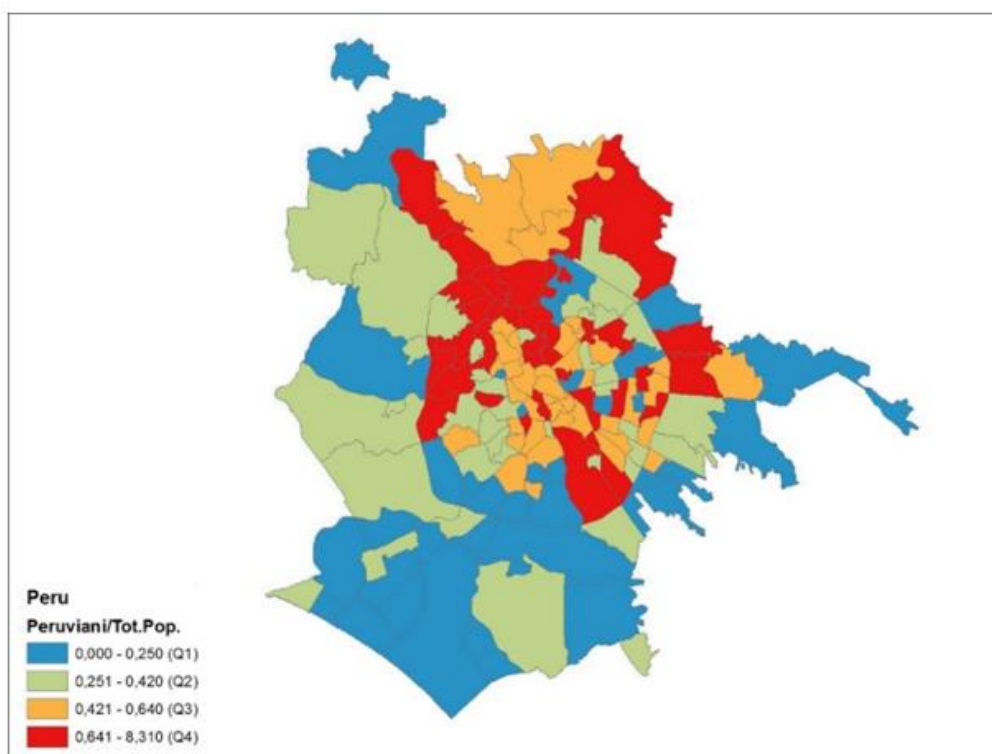 Peru
Peruviani/Tot.Pop.
0,000 - 0,250 (Q1)
0,251 - 0,420 (Q2)
0,421 - 0,640 (Q3)
0,641 - 8,310 (Q4)